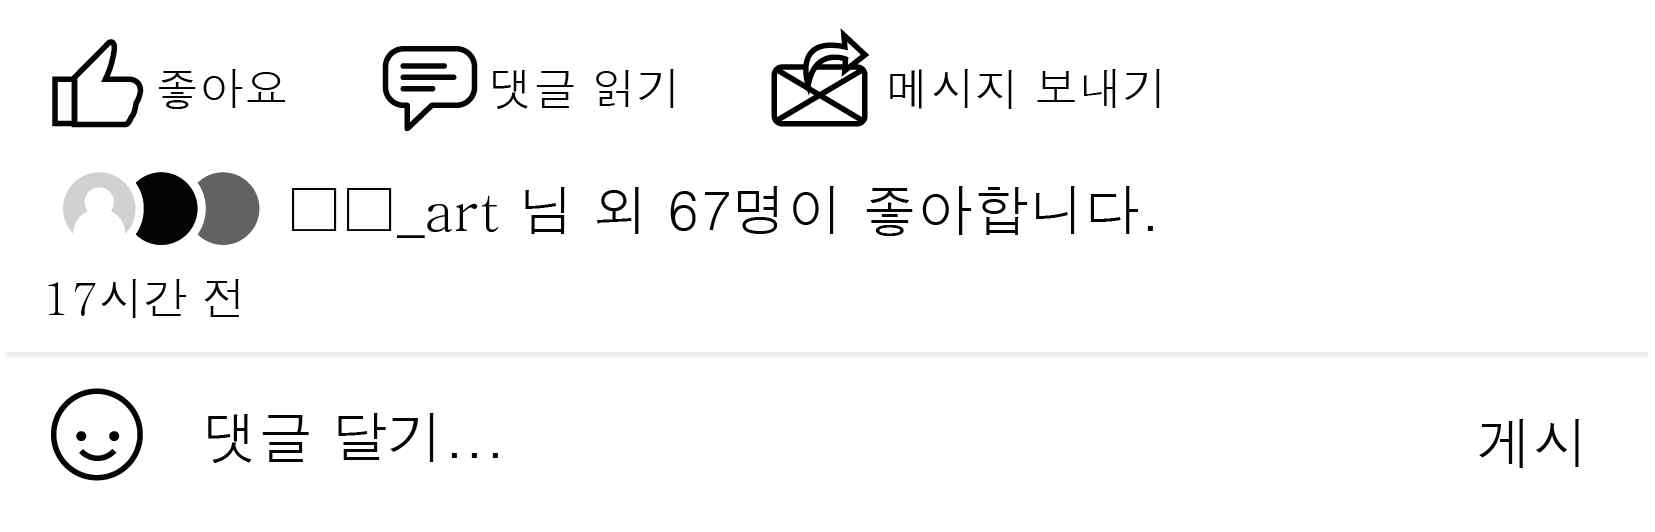 좋아요 댓글 읽기 메시지 보내기
□□_art 님 외 67명이 좋아합니다.
17시간 전
댓글 달기...
게시